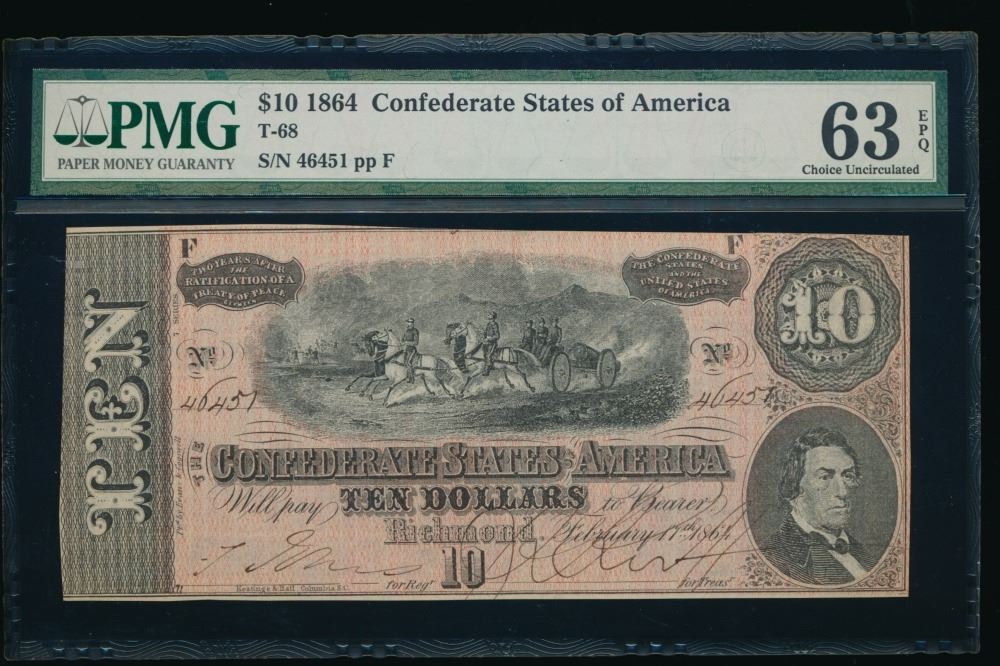 PMG
PAPER MONEY GUARANTY
$10 1864 Confederate States of America
T-68
S/N 46451 pp F
63
EPQ
Choice Uncirculated
F
F
TWO YEARS AFTER
THE
RATIFICATION OF A
TREATY OF PEACE
BETWEEN
THE CONFEDERATE
STATES
AND THE
UNITED STATES
OF AMERICA
10
SERIES
No
No
46451
46451
TEN
THE
CONFEDERATE STATES OF AMERICA
Will pay TEN DOLLARS to Bearer
Richmond. February 17th 1864
10
for Regr
for Treasr
Keatinge & Ball Columbia S.C.